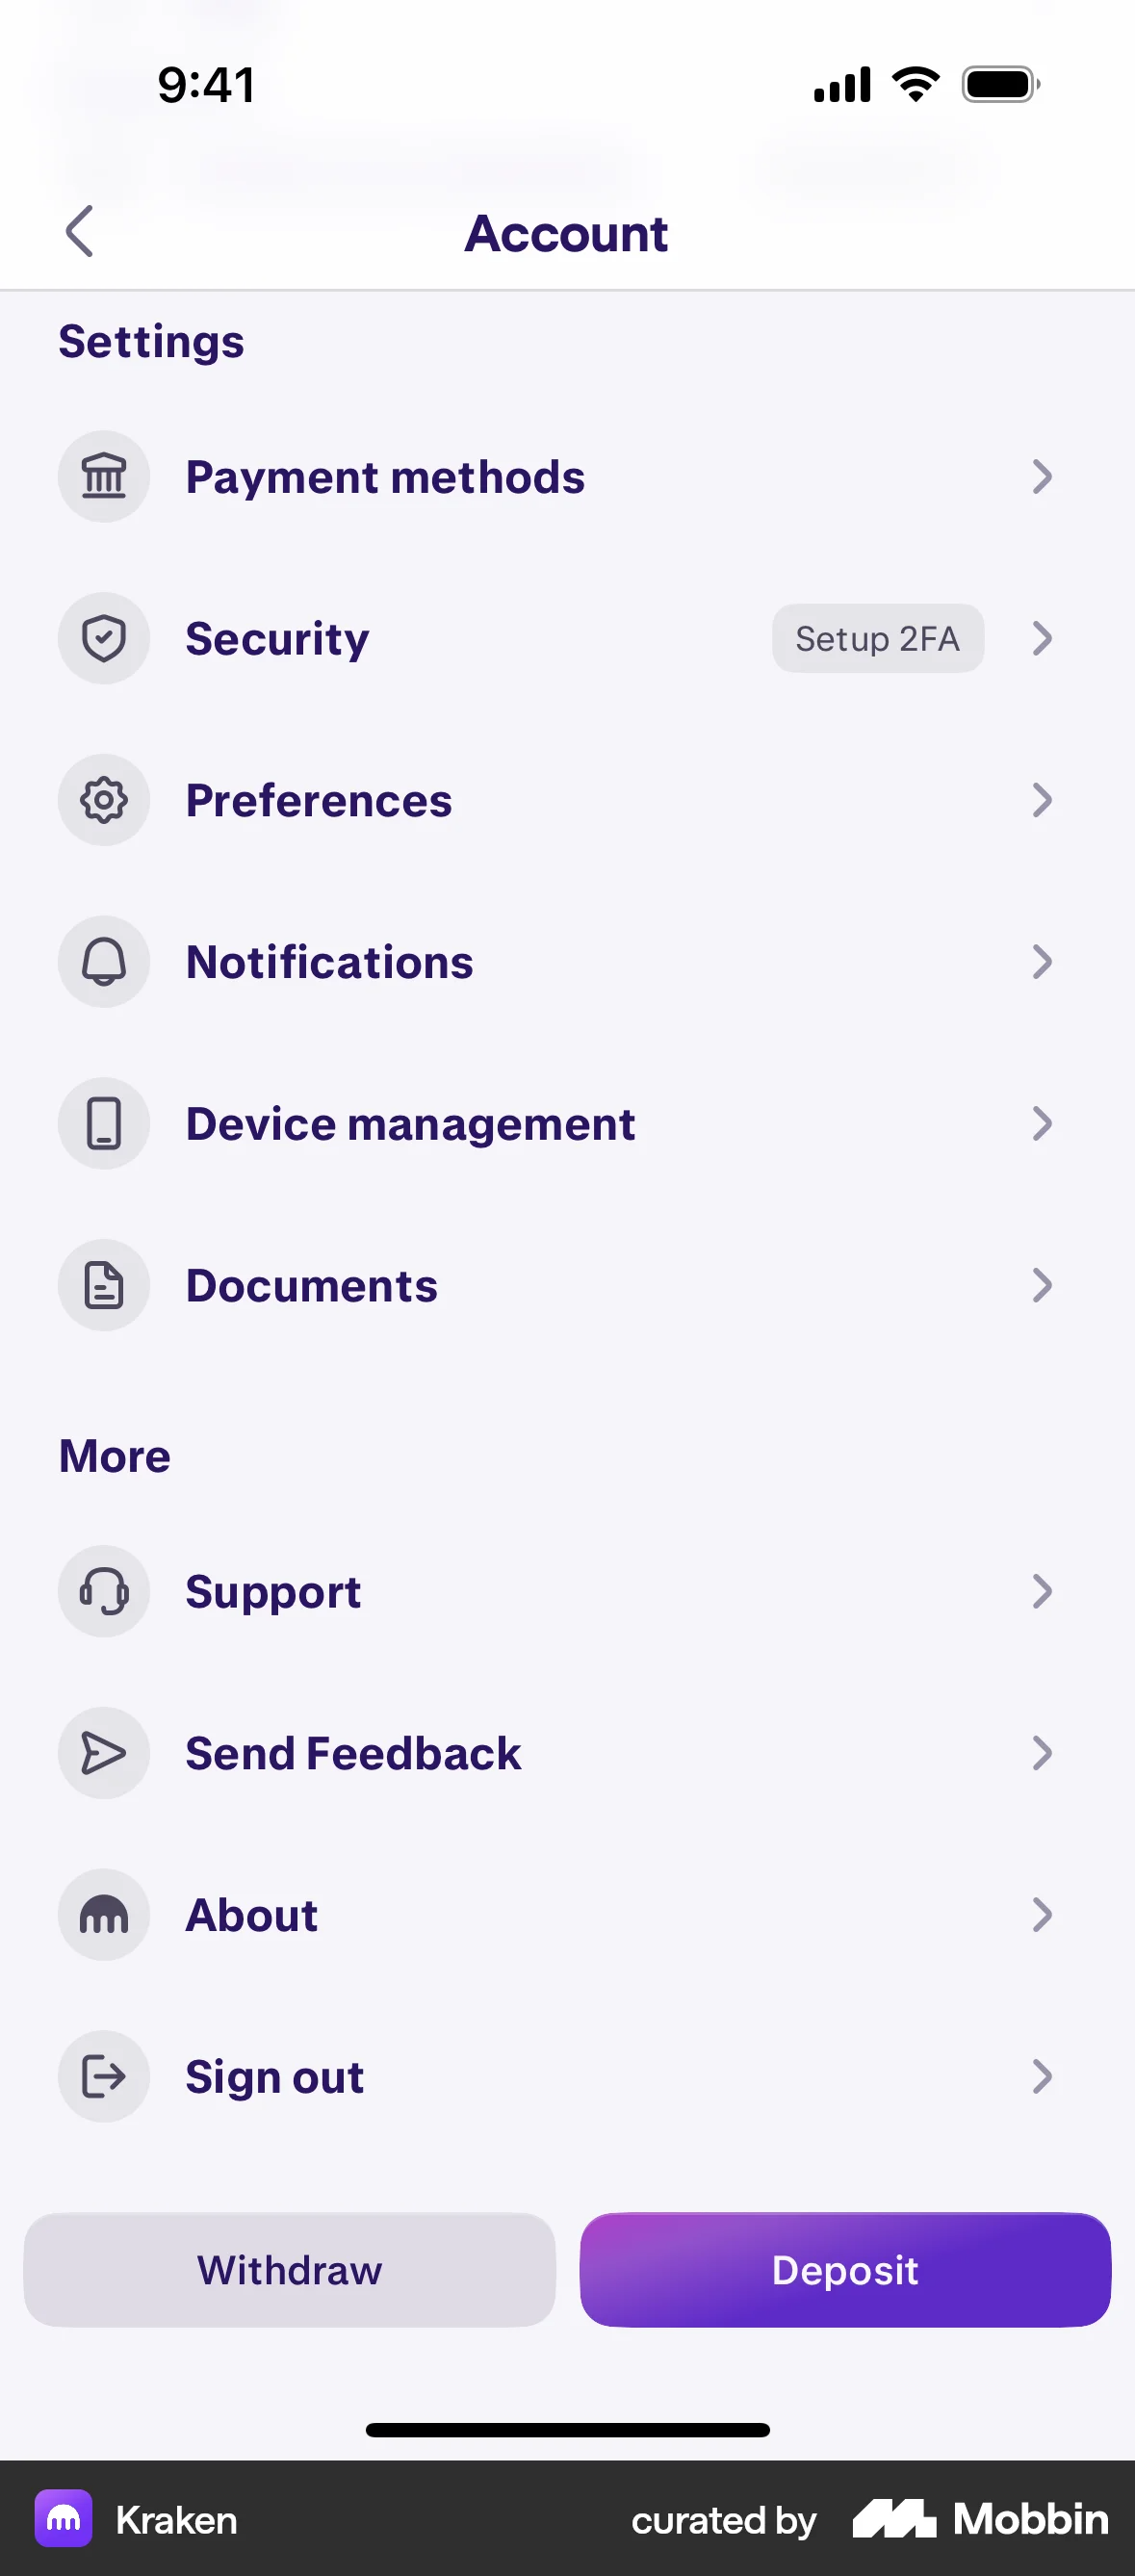 9:41
Account
Settings
Payment methods
Security
Setup 2FA
Preferences
Notifications
Device management
Documents
More
Support
Send Feedback
About
Sign out
Withdraw
Deposit
Kraken
curated by
Mobbin